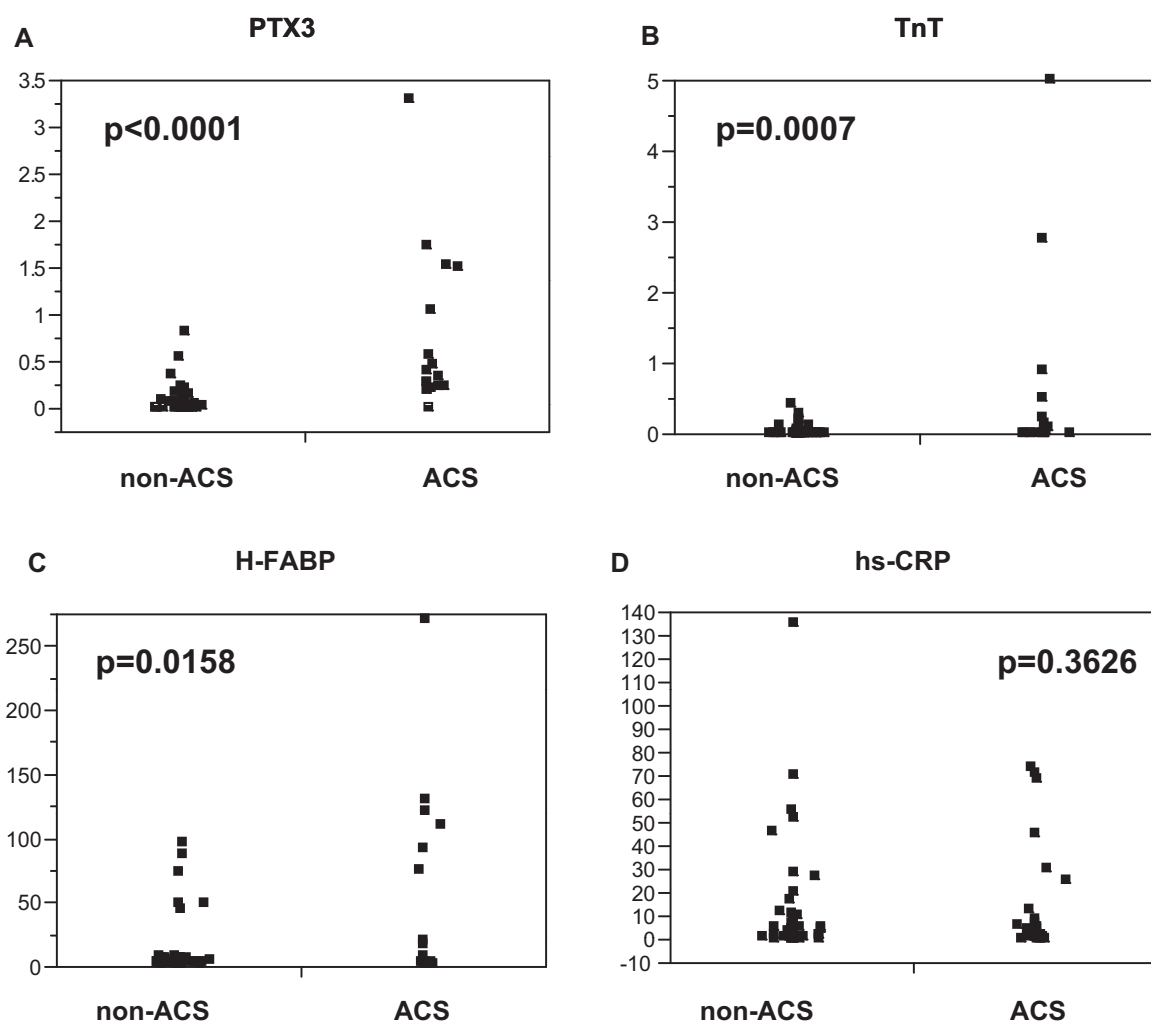 A
PTX3
3.5
3
2.5
2
1.5
1
0.5
0
p<0.0001
non-ACS
ACS
B
TnT
5
4
3
2
1
0
p=0.0007
non-ACS
ACS
C
H-FABP
250
200
150
100
50
0
p=0.0158
non-ACS
ACS
D
hs-CRP
140
130
120
110
100
90
80
70
60
50
40
30
20
10
0
-10
p=0.3626
non-ACS
ACS